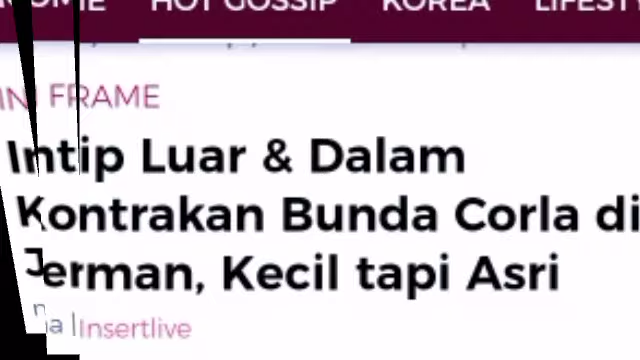 HOT GOSSIP KOREA
FRAME
Intip Luar & Dalam
Kontrakan Bunda Corla di
Jerman, Kecil tapi Asri
Insertlive